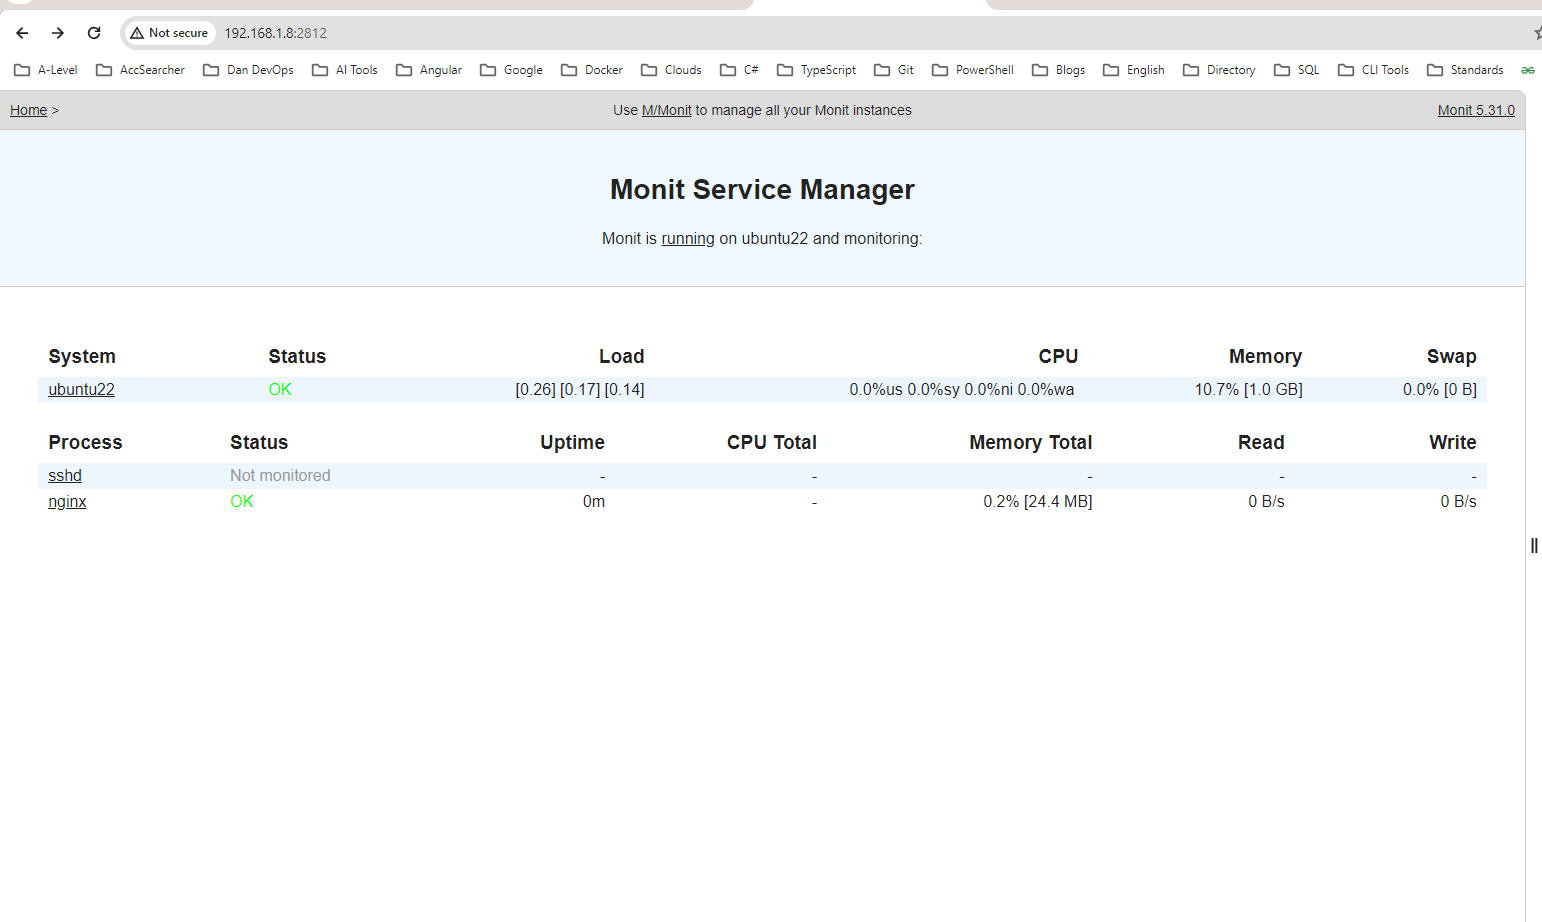 Not secure 192.168.1.8:2812
A-Level AccSearcher Dan DevOps AI Tools Angular Google Docker Clouds C# TypeScript Git PowerShell Blogs English Directory SQL CLI Tools Standards
Home > Use M/Monit to manage all your Monit instances Monit 5.31.0
Monit Service Manager
Monit is running on ubuntu22 and monitoring:
System Status Load CPU Memory Swap
ubuntu22 OK [0.26] [0.17] [0.14] 0.0%us 0.0%sy 0.0%ni 0.0%wa 10.7% [1.0 GB] 0.0% [0 B]
Process Status Uptime CPU Total Memory Total Read Write
sshd Not monitored - - - - -
nginx OK 0m - 0.2% [24.4 MB] 0 B/s 0 B/s